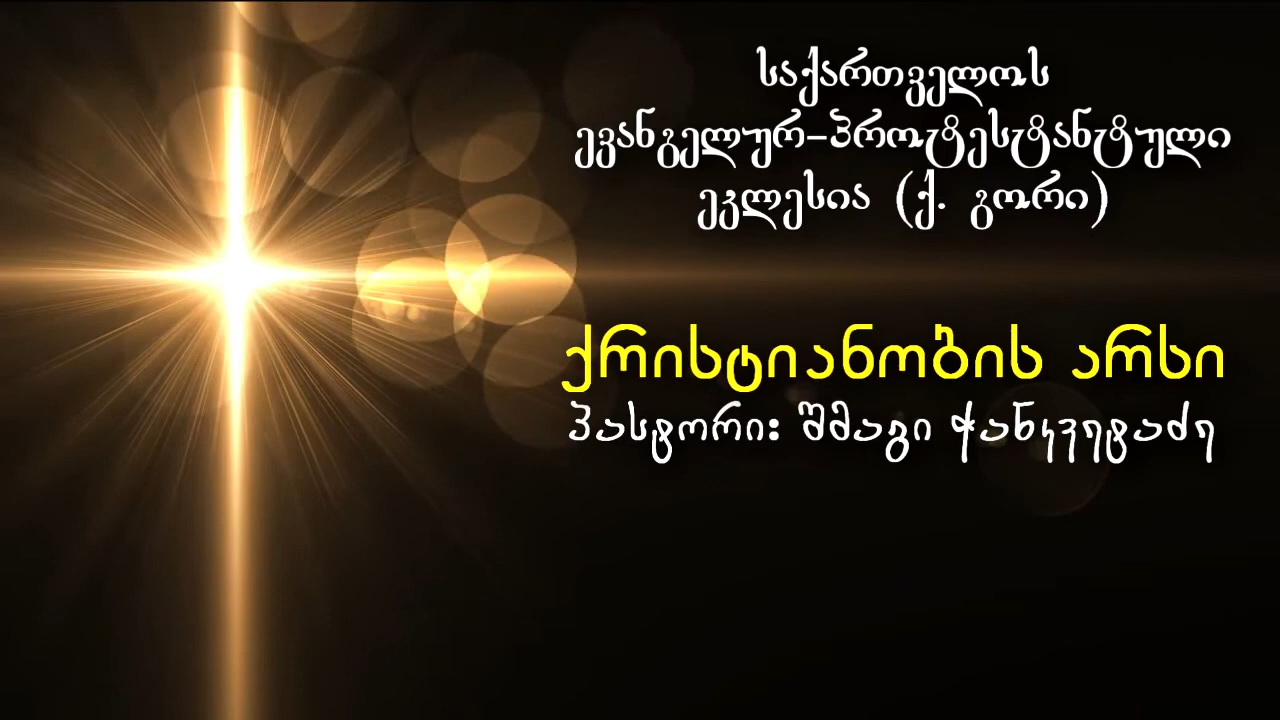 საქართველოს
ევანგელურ-პროტესტანტული
ეკლესია (ქ. გორი)
ქრისტიანობის არსი
პასტორი: შმაგი ჭანკვეტაძე